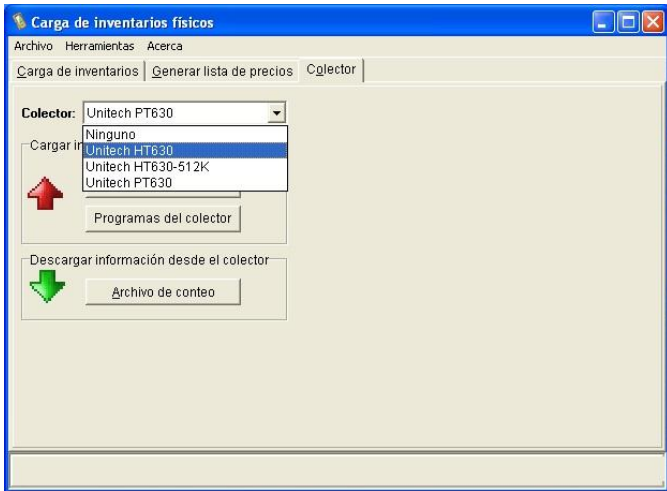 Carga de inventarios físicos
Archivo Herramientas Acerca
Carga de inventarios Generar lista de precios Colector
Colector: Unitech PT630
Ninguno
Cargar in
Unitech HT630
Unitech HT630-512K
Unitech PT630
Programas del colector
Descargar información desde el colector
Archivo de conteo